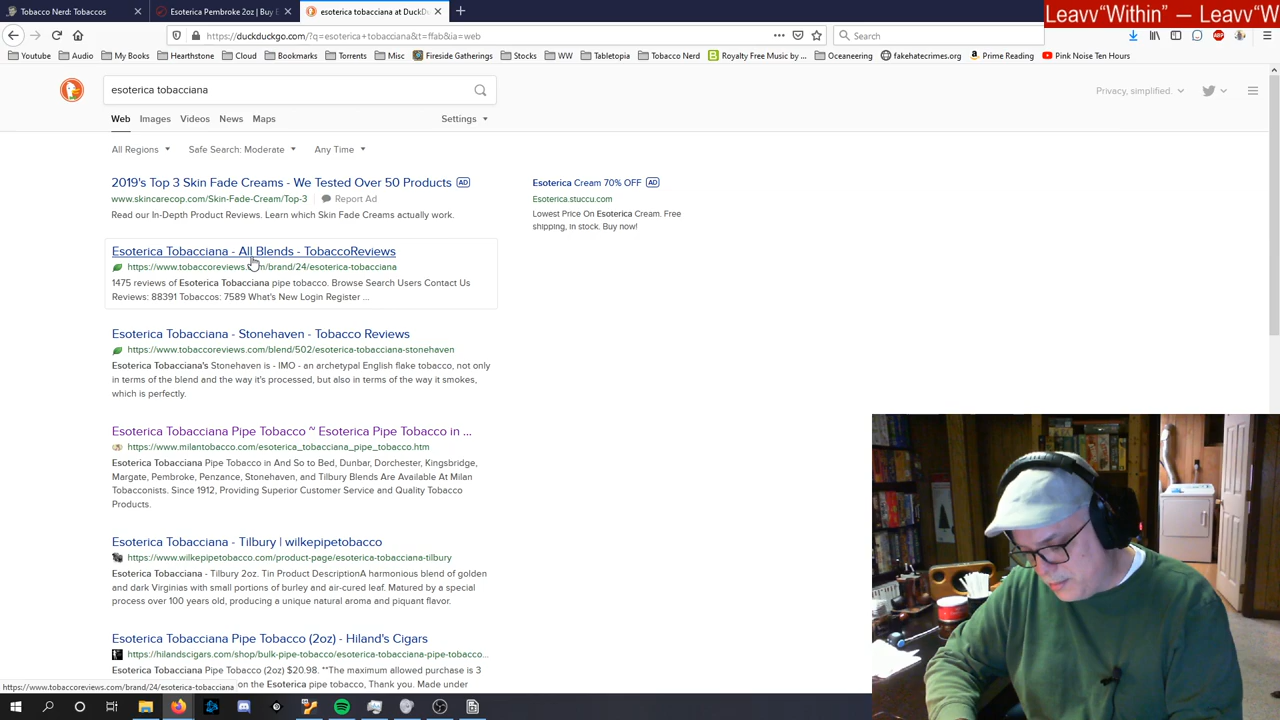 Tobacco Nerd: Tobaccos
Esoterica Pembroke 2oz | Buy E
esoterica tobacciana at DuckDu
Leavv“Within” — Leavv“W
https://duckduckgo.com/?q=esoterica+tobacciana&t=ffab&ia=web
Search
ABP
Youtube Audio My Books Hearthstone Cloud Bookmarks Torrents Misc Fireside Gatherings Stocks WW Tabletopia Tobacco Nerd Royalty Free Music by ... Oceaneering fakehatecrimes.org Prime Reading Pink Noise Ten Hours
esoterica tobacciana
Privacy, simplified.
Web Images Videos News Maps Settings
All Regions Safe Search: Moderate Any Time
2019's Top 3 Skin Fade Creams - We Tested Over 50 Products AD
www.skincarecop.com/Skin-Fade-Cream/Top-3 Report Ad
Read our In-Depth Product Reviews. Learn which Skin Fade Creams actually work.
Esoterica Cream 70% OFF AD
Esoterica.stuccu.com
Lowest Price On Esoterica Cream. Free
shipping, in stock. Buy now!
Esoterica Tobacciana - All Blends - TobaccoReviews
https://www.tobaccoreviews.com/brand/24/esoterica-tobacciana
1475 reviews of Esoterica Tobacciana pipe tobacco. Browse Search Users Contact Us
Reviews: 88391 Tobaccos: 7589 What's New Login Register ...
Esoterica Tobacciana - Stonehaven - Tobacco Reviews
https://www.tobaccoreviews.com/blend/502/esoterica-tobacciana-stonehaven
Esoterica Tobacciana's Stonehaven is - IMO - an archetypal English flake tobacco, not only
in terms of the blend and the way it's processed, but also in terms of the way it smokes,
which is perfectly.
Esoterica Tobacciana Pipe Tobacco ~ Esoterica Pipe Tobacco in ...
https://www.milantobacco.com/esoterica_tobacciana_pipe_tobacco.htm
Esoterica Tobacciana Pipe Tobacco in And So to Bed, Dunbar, Dorchester, Kingsbridge,
Margate, Pembroke, Penzance, Stonehaven, and Tilbury Blends Are Available At Milan
Tobacconists. Since 1912, Providing Superior Customer Service and Quality Tobacco
Products.
Esoterica Tobacciana - Tilbury | wilkepipetobacco
https://www.wilkepipetobacco.com/product-page/esoterica-tobacciana-tilbury
Esoterica Tobacciana - Tilbury 2oz. Tin Product DescriptionA harmonious blend of golden
and dark Virginias with small portions of burley and air-cured leaf. Matured by a special
process over 100 years old, producing a unique natural aroma and piquant flavor.
Esoterica Tobacciana Pipe Tobacco (2oz) - Hiland's Cigars
https://hilandscigars.com/shop/bulk-pipe-tobacco/esoterica-tobacciana-pipe-tobacco...
Esoterica Tobacciana Pipe Tobacco (2oz) $20.98. **The maximum allowed purchase is 3
on the Esoterica pipe tobacco, Thank you. Made under
https://www.tobaccoreviews.com/brand/24/esoterica-tobacciana